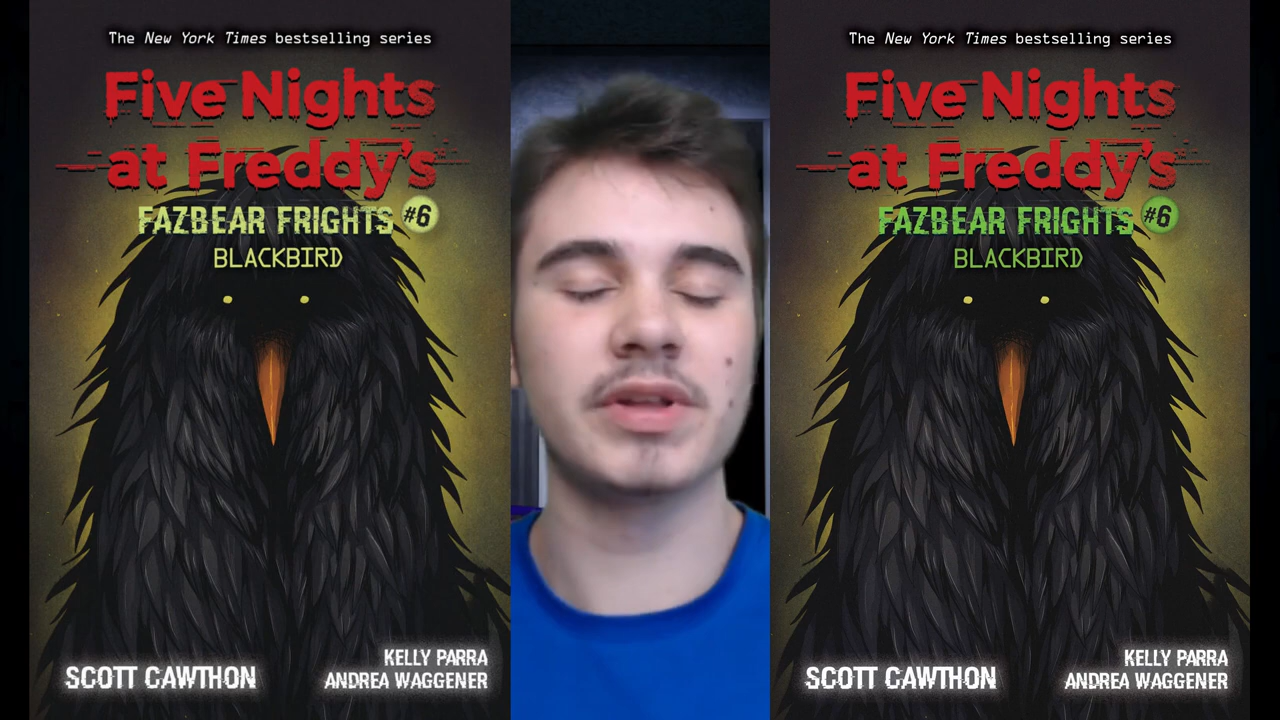 The New York Times bestselling series
Five Nights
at Freddy's
FAZBEAR FRIGHTS #6
BLACKBIRD
SCOTT CAWTHON
KELLY PARRA
ANDREA WAGGENER
The New York Times bestselling series
Five Nights
at Freddy's
FAZBEAR FRIGHTS #6
BLACKBIRD
SCOTT CAWTHON
KELLY PARRA
ANDREA WAGGENER